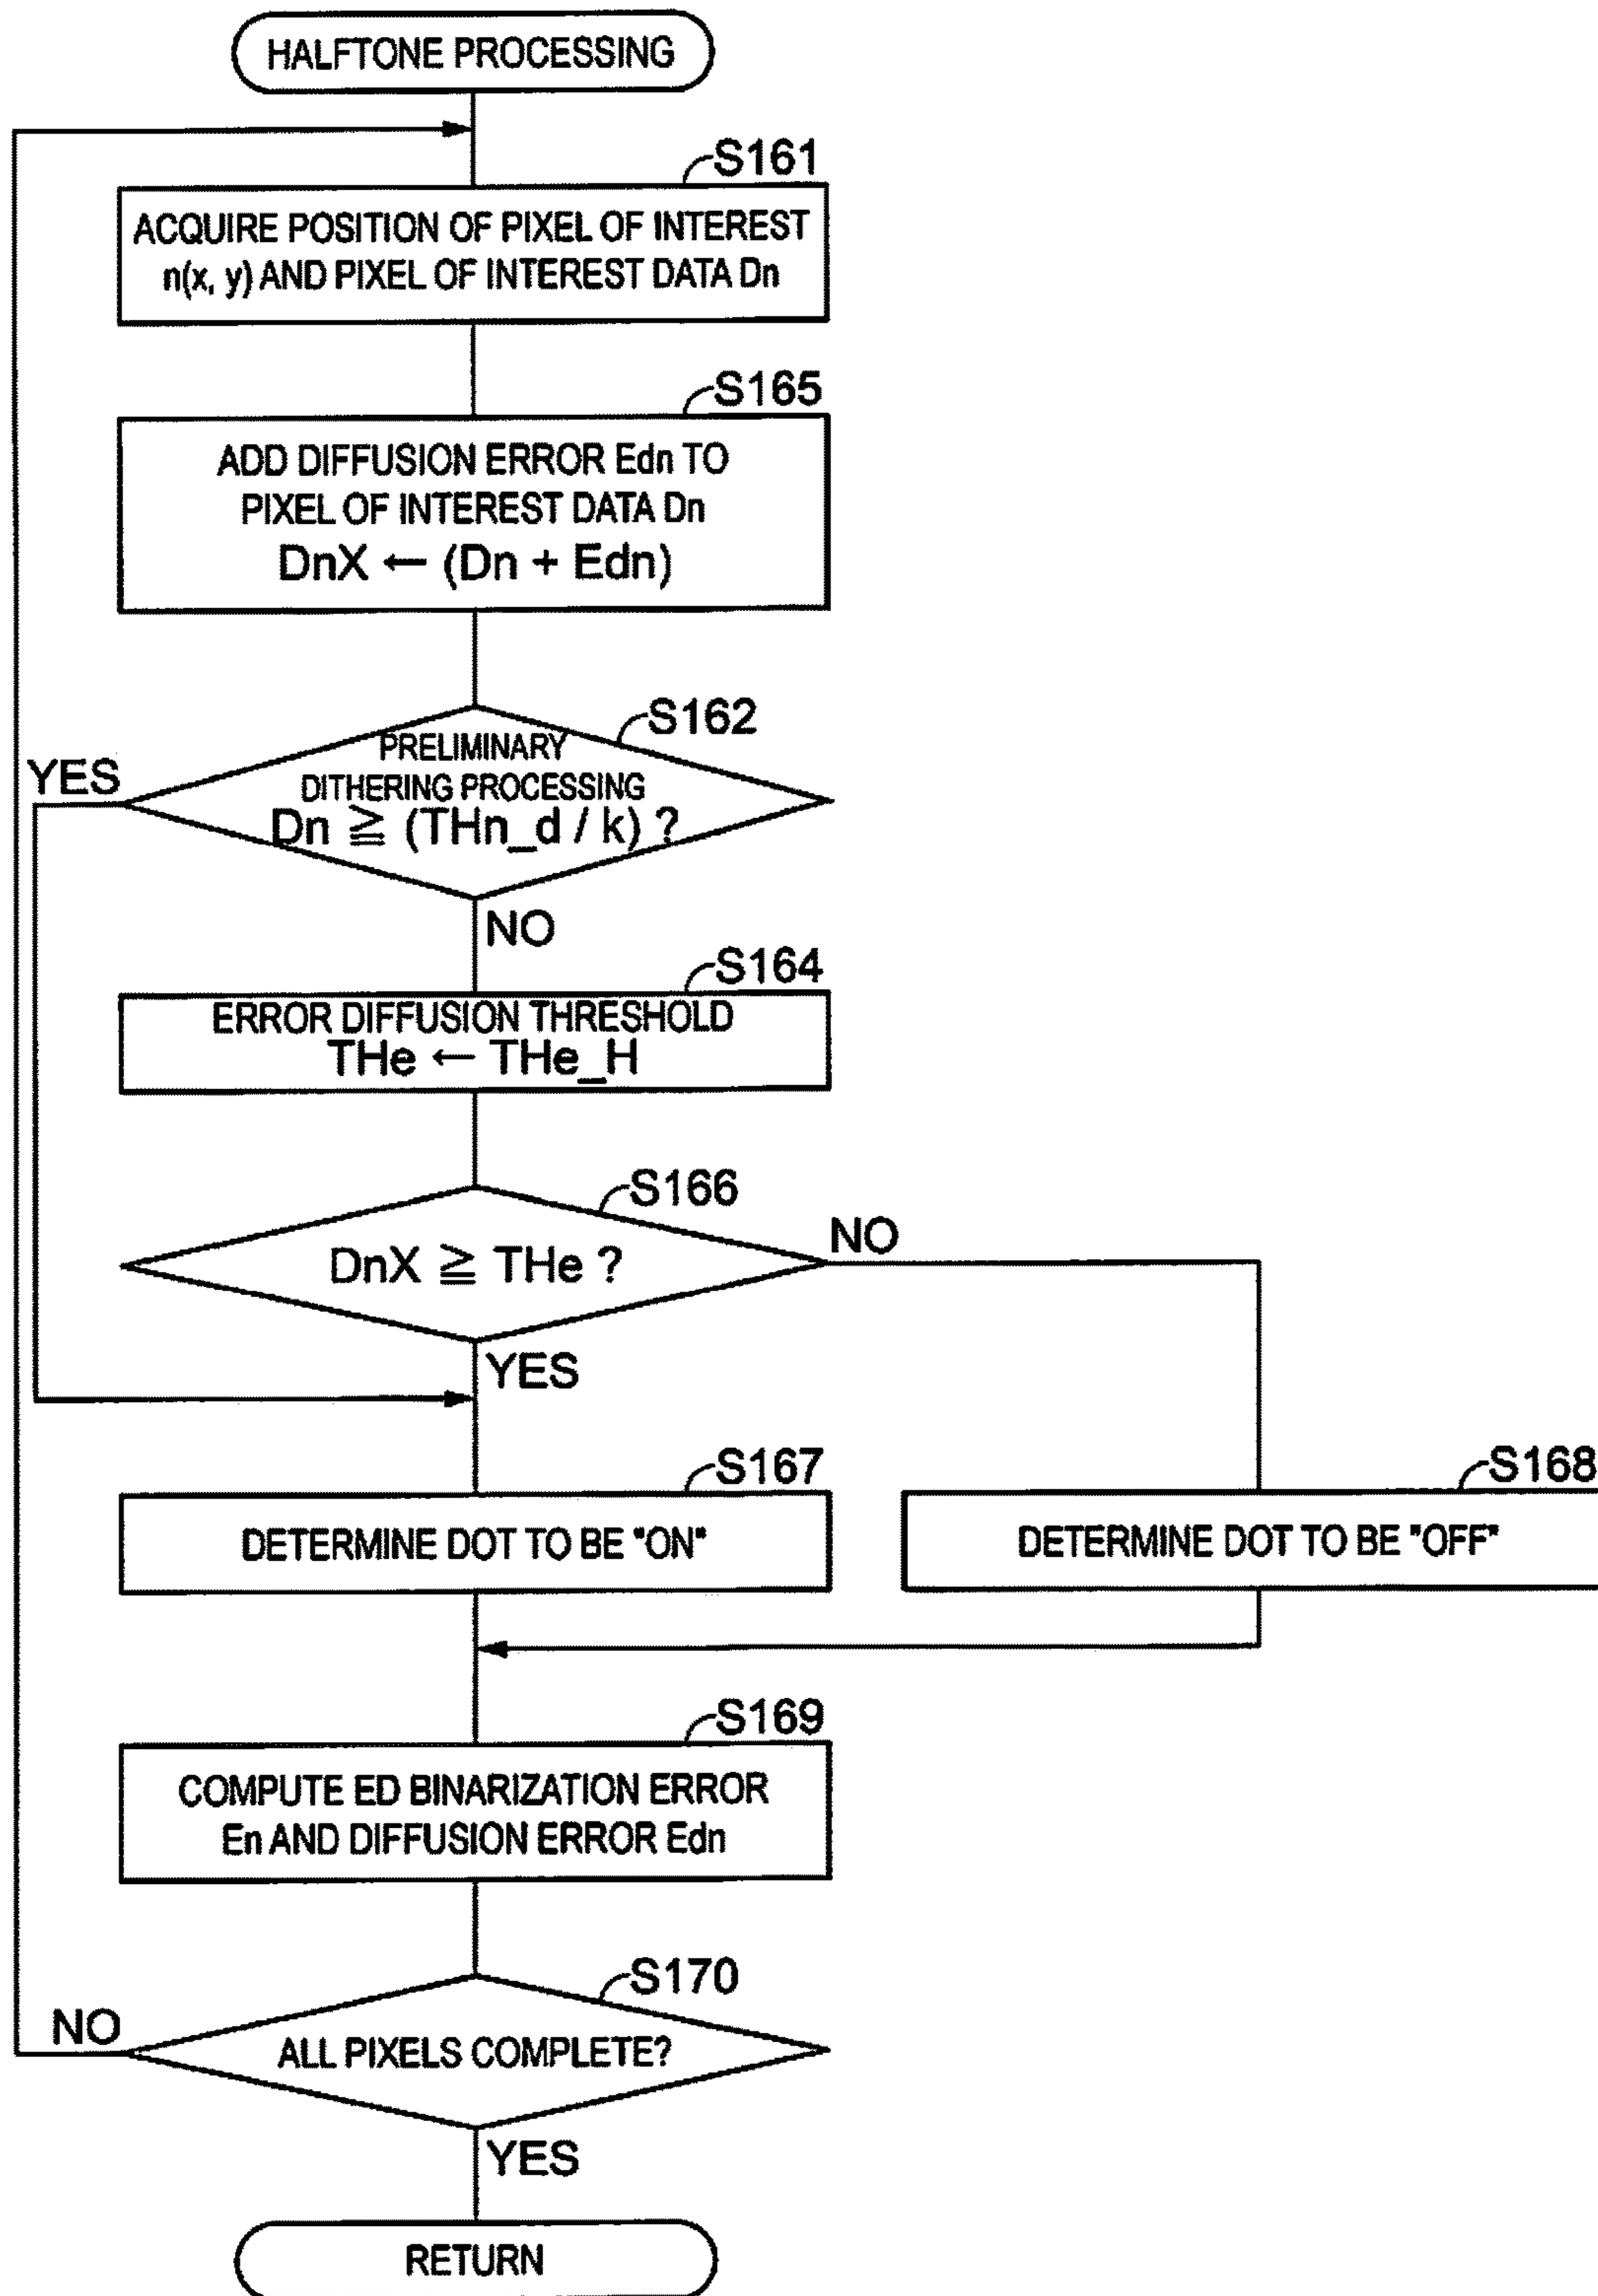 HALFTONE PROCESSING
S161
ACQUIRE POSITION OF PIXEL OF INTEREST
n(x, y) AND PIXEL OF INTEREST DATA Dn
S165
ADD DIFFUSION ERROR Edn TO
PIXEL OF INTEREST DATA Dn
DnX ← (Dn + Edn)
S162
PRELIMINARY
DITHERING PROCESSING
Dn ≧ (THn_d / k) ?
YES
NO
S164
ERROR DIFFUSION THRESHOLD
THe ← THe_H
S166
DnX ≧ THe ?
NO
YES
S167
DETERMINE DOT TO BE "ON"
S168
DETERMINE DOT TO BE "OFF"
S169
COMPUTE ED BINARIZATION ERROR
En AND DIFFUSION ERROR Edn
S170
ALL PIXELS COMPLETE?
NO
YES
RETURN